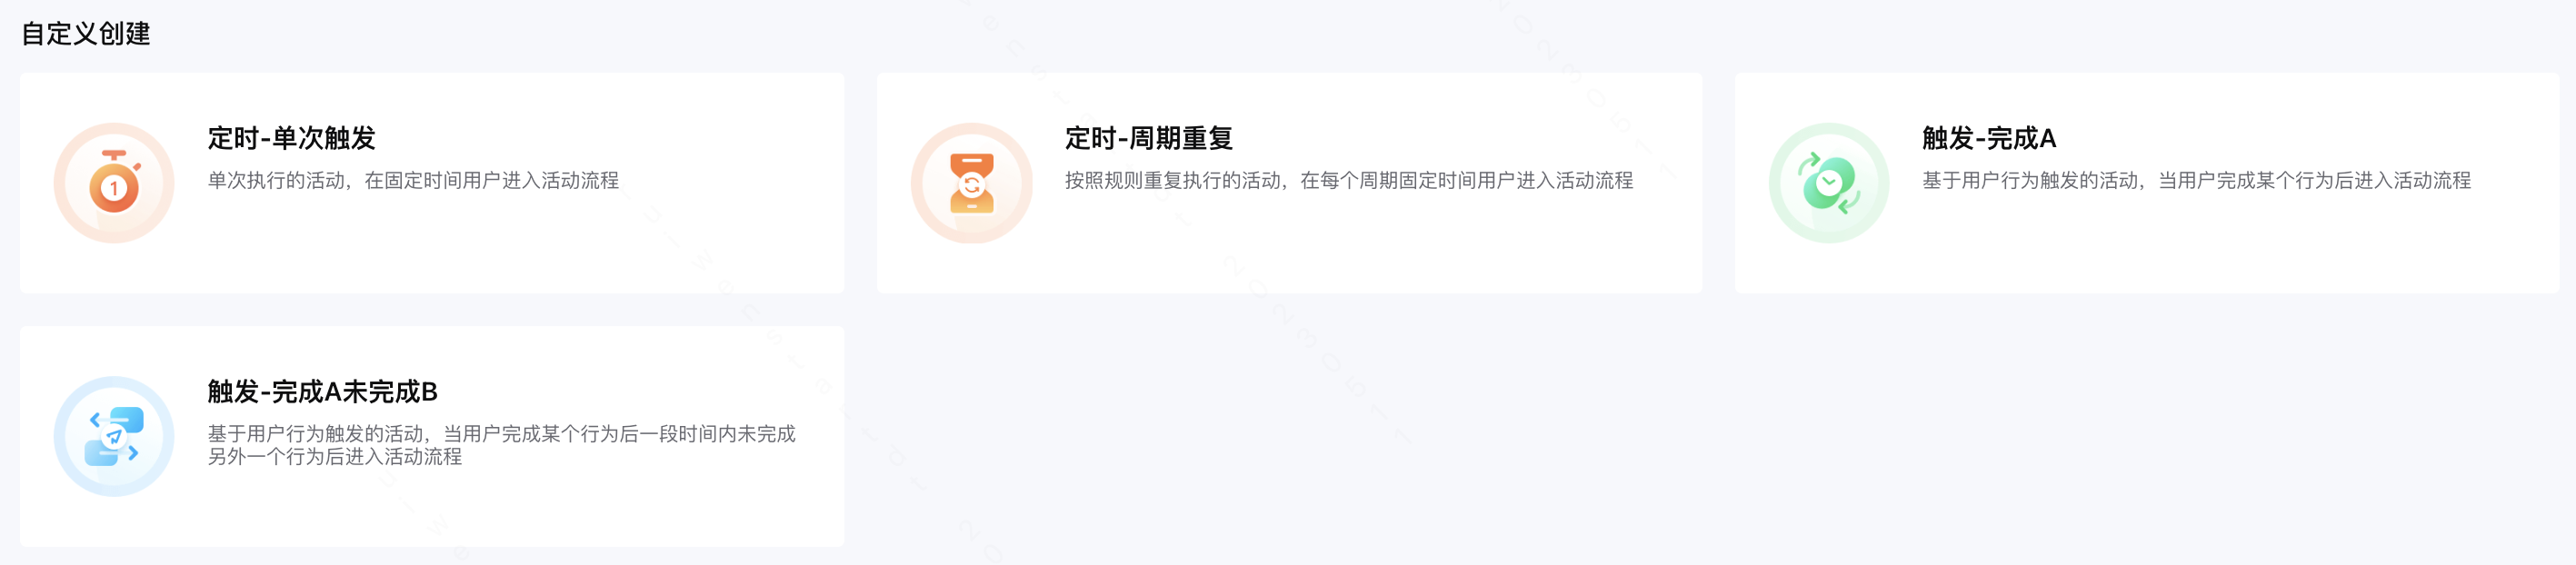 自定义创建
定时-单次触发
单次执行的活动，在固定时间用户进入活动流程
定时-周期重复
按照规则重复执行的活动，在每个周期固定时间用户进入活动流程
触发-完成A
基于用户行为触发的活动，当用户完成某个行为后进入活动流程
触发-完成A未完成B
基于用户行为触发的活动，当用户完成某个行为后一段时间内未完成
另外一个行为后进入活动流程
1